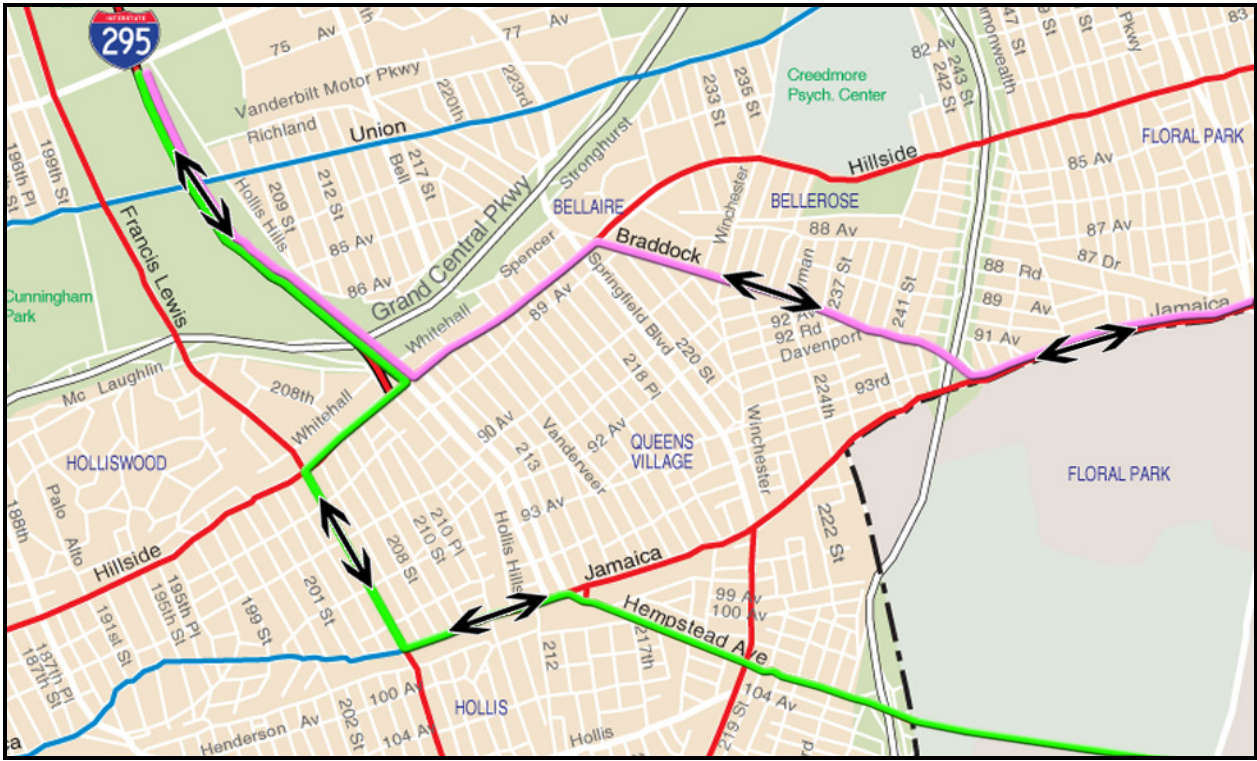 INTERSTATE
295
75 Av
77 Av
Vanderbilt Motor Pkwy
220th
223rd
Richland
Union
Bell
217 St
212 St
209 St
Hollis Hills
85 Av
86 Av
Grand Central Pkwy
Stronghurst
233 St
235 St
Creedmore
Psych. Center
82 Av
242 St
243 St
47 St
Pkwy
83
FLORAL PARK
Hillside
85 Av
196th Pl
199th St
St
Francis Lewis
Cunningham
Park
BELLAIRE
Winchester
BELLEROSE
88 Av
87 Av
87 Dr
88 Rd
89 Av
91 Av
Jamaica
Braddock
Spencer
Springfield Blvd
Whitehall
89 Av
237 St
241 St
92 Av
92 Rd
Davenport
93rd
224th
220 St
218 Pl
Mc Laughlin
208th
Whitehall
HOLLISWOOD
90 Av
213
Vanderveer
92 Av
93 Av
QUEENS
VILLAGE
Winchester
FLORAL PARK
188th
Palo
Alto
Hillside
210 Pl
210 St
208 St
Hollis Hills
222 St
Jamaica
99 Av
100 Av
Hempstead Ave
191st St
195th Pl
195th St
199 St
201 St
187th Pl
187th St
212
217th
100 Av
104 Av
HOLLIS
202 St
Henderson Av
104 Av
Hollis
219 St
rd
ca